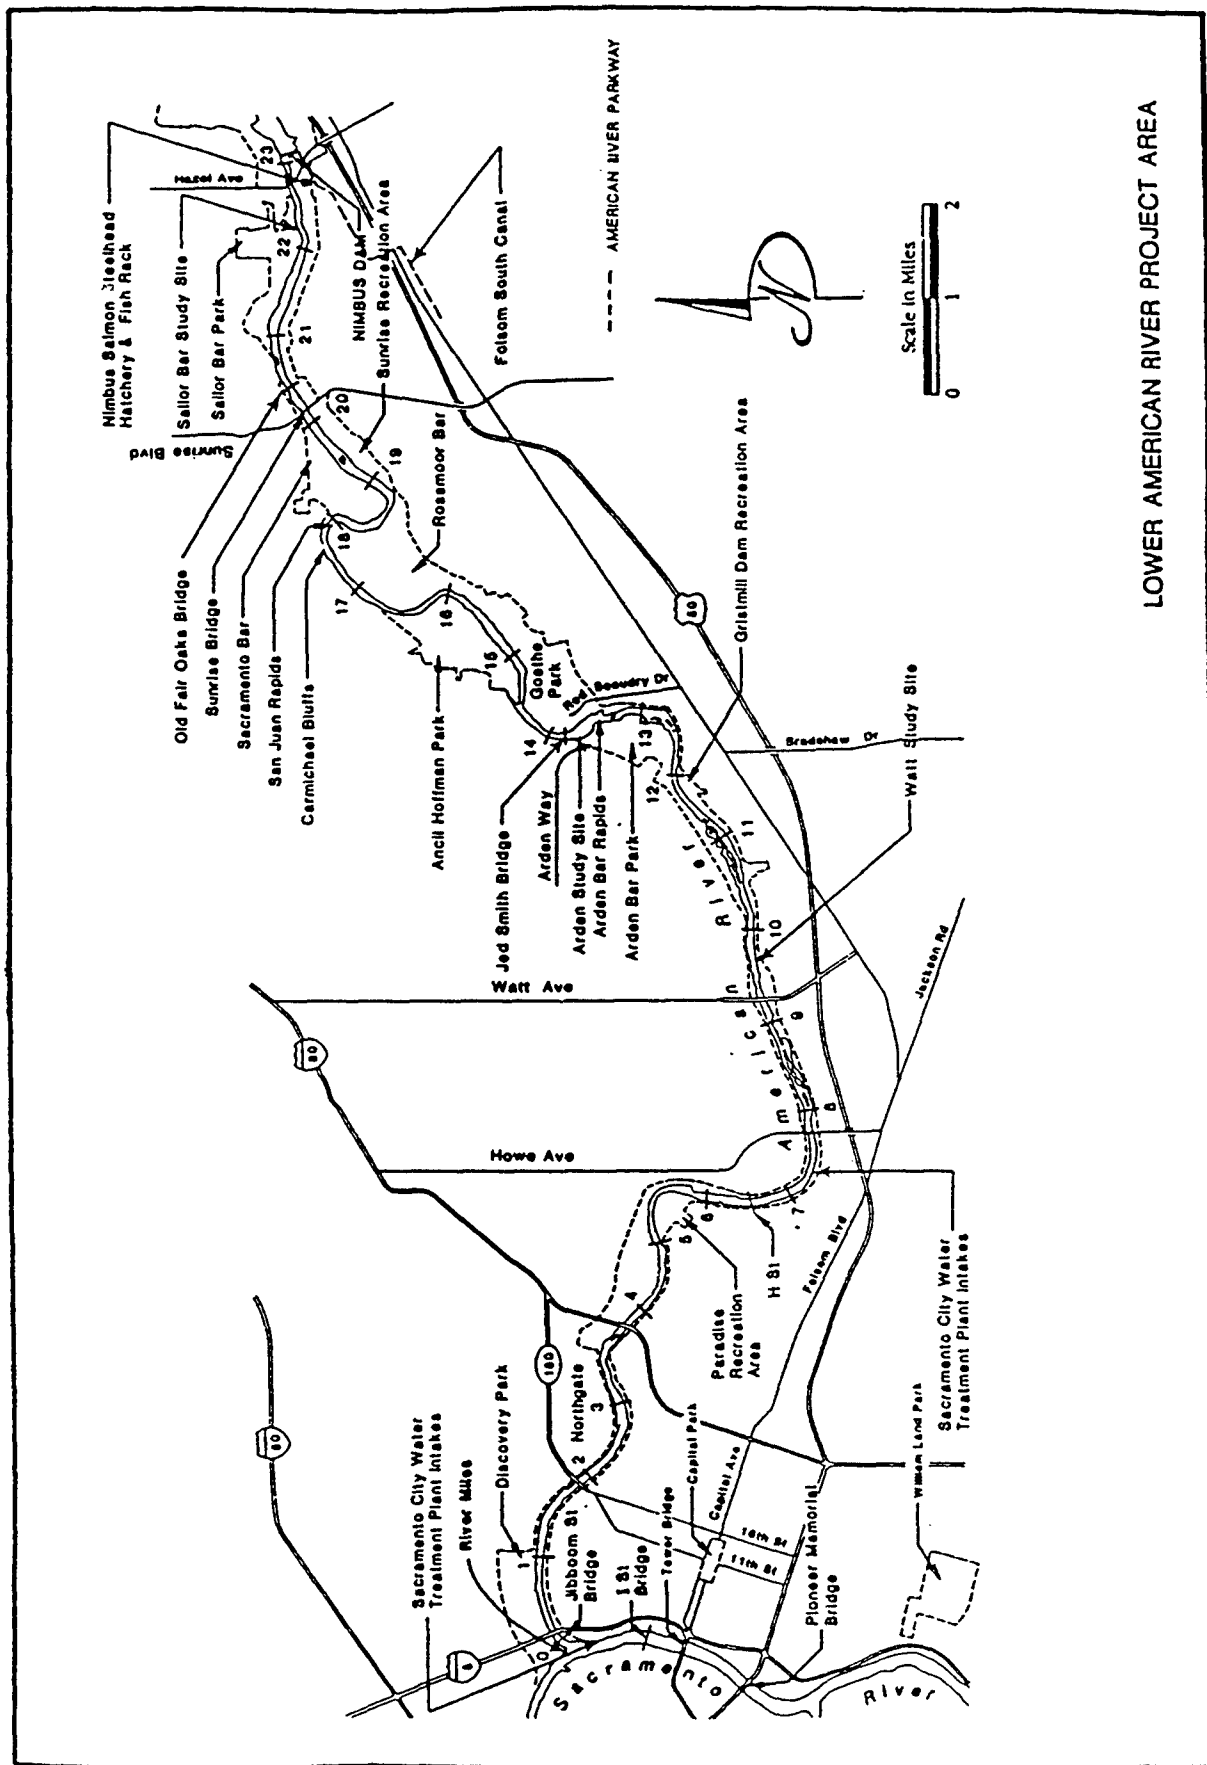 Nimbus Salmon Steelhead
Hatchery & Fish Rack
Sailor Bar Study Site
Sailor Bar Park
Hazel Ave
Sunrise Blvd
Old Fair Oaks Bridge
Sunrise Bridge
Sacramento Bar
San Juan Rapids
Carmichael Bluffs
Ancil Hoffman Park
Jed Smith Bridge
Arden Way
Arden Study Site
Arden Bar Rapids
Arden Bar Park
NIMBUS DAM
Sunrise Recreation Area
Folsom South Canal
Rossmoor Bar
Goethe
Park
Rod Beaudry Dr
Gristmill Dam Recreation Area
Bradshaw Dr
Watt Study Site
Watt Ave
Howe Ave
American River
Jackson Rd
Folsom Blvd
H St
Paradise
Recreation
Area
Sacramento City Water
Treatment Plant Intakes
Sacramento City Water
Treatment Plant Intakes
River Miles
Discovery Park
Northgate
Jibboom St
Bridge
I St
Bridge
Tower Bridge
Capital Park
Capital Ave
16th St
11th St
Pioneer Memorial
Bridge
William Land Park
Sacramento River
0
1
2
3
4
5
6
7
8
9
10
11
12
13
14
15
16
17
18
19
20
21
22
23
80
80
160
5
AMERICAN RIVER PARKWAY
Scale in Miles
0 1 2
LOWER AMERICAN RIVER PROJECT AREA